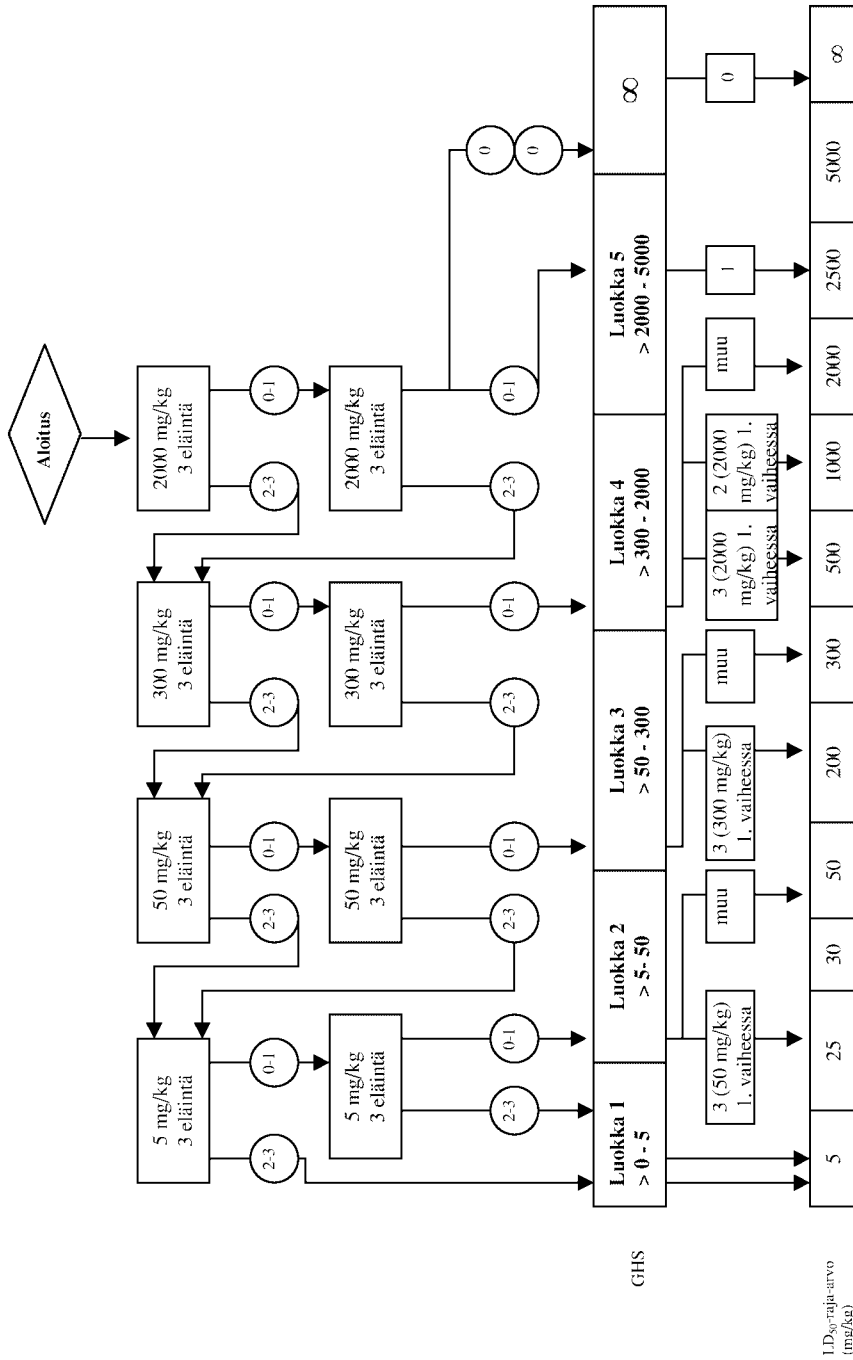 Aloitus
5 mg/kg
3 eläintä
50 mg/kg
3 eläintä
300 mg/kg
3 eläintä
2000 mg/kg
3 eläintä
2-3
0-1
2-3
0-1
2-3
0-1
2-3
0-1
5 mg/kg
3 eläintä
50 mg/kg
3 eläintä
300 mg/kg
3 eläintä
2000 mg/kg
3 eläintä
2-3
0-1
2-3
0-1
2-3
0-1
2-3
0-1
0
0
GHS
Luokka 1
> 0 - 5
Luokka 2
> 5- 50
Luokka 3
> 50 - 300
Luokka 4
> 300 - 2000
Luokka 5
> 2000 - 5000
∞
3 (50 mg/kg)
1. vaiheessa
muu
3 (300 mg/kg)
1. vaiheessa
muu
3 (2000
mg/kg) 1.
vaiheessa
2 (2000
mg/kg) 1.
vaiheessa
muu
1
0
LD50-raja-arvo
(mg/kg)
5
25
30
50
200
300
500
1000
2000
2500
5000
∞